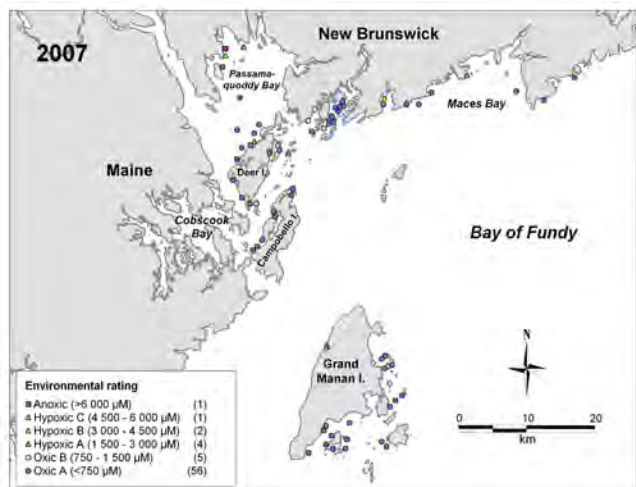 2007
New Brunswick
Passama-
quoddy Bay
Maces Bay
Maine
Deer I.
Cobscook
Bay
Campobello I.
Bay of Fundy
Grand
Manan I.
N
Environmental rating
Anoxic (>6 000 µM) (1)
Hypoxic C (4 500 - 6 000 µM) (1)
Hypoxic B (3 000 - 4 500 µM) (2)
Hypoxic A (1 500 - 3 000 µM) (4)
Oxic B (750 - 1 500 µM) (5)
Oxic A (<750 µM) (56)
0 10 20
km